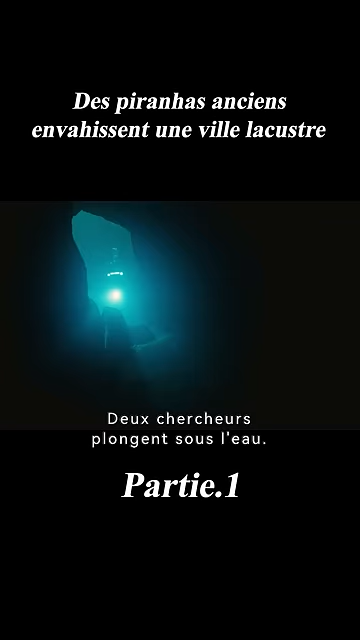 Des piranhas anciens
envahissent une ville lacustre
Deux chercheurs
plongent sous l'eau.
Partie.1